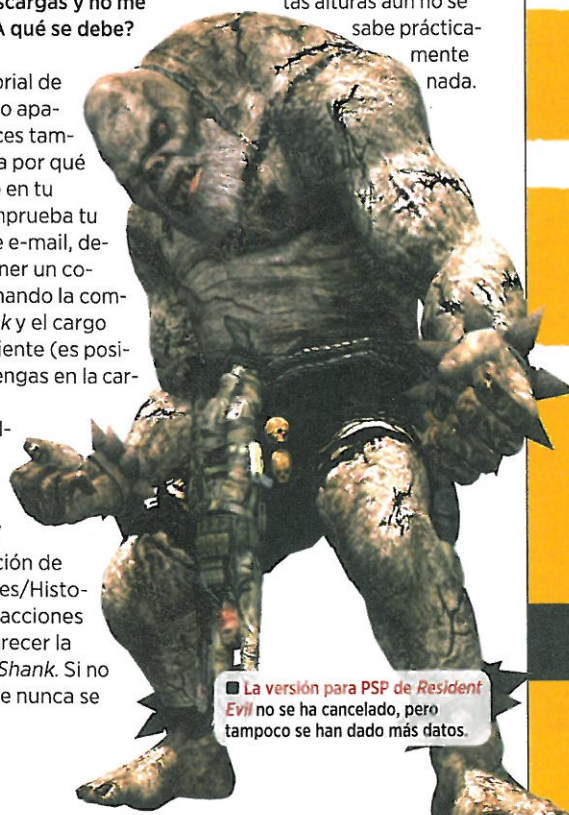 scargas y no me
A qué se debe?
rial de
o apa-
ces tam-
a por qué
e en tu
mprueba tu
e e-mail, de-
ner un co-
nando la com-
k y el cargo
iente (es posi-
engas en la car-
l-
ción de
es/Histo-
acciones
recer la
Shank. Si no
e nunca se
tas alturas aún no se
sabe práctica-
mente
nada.
La versión para PSP de Resident
Evil no se ha cancelado, pero
tampoco se han dado más datos.